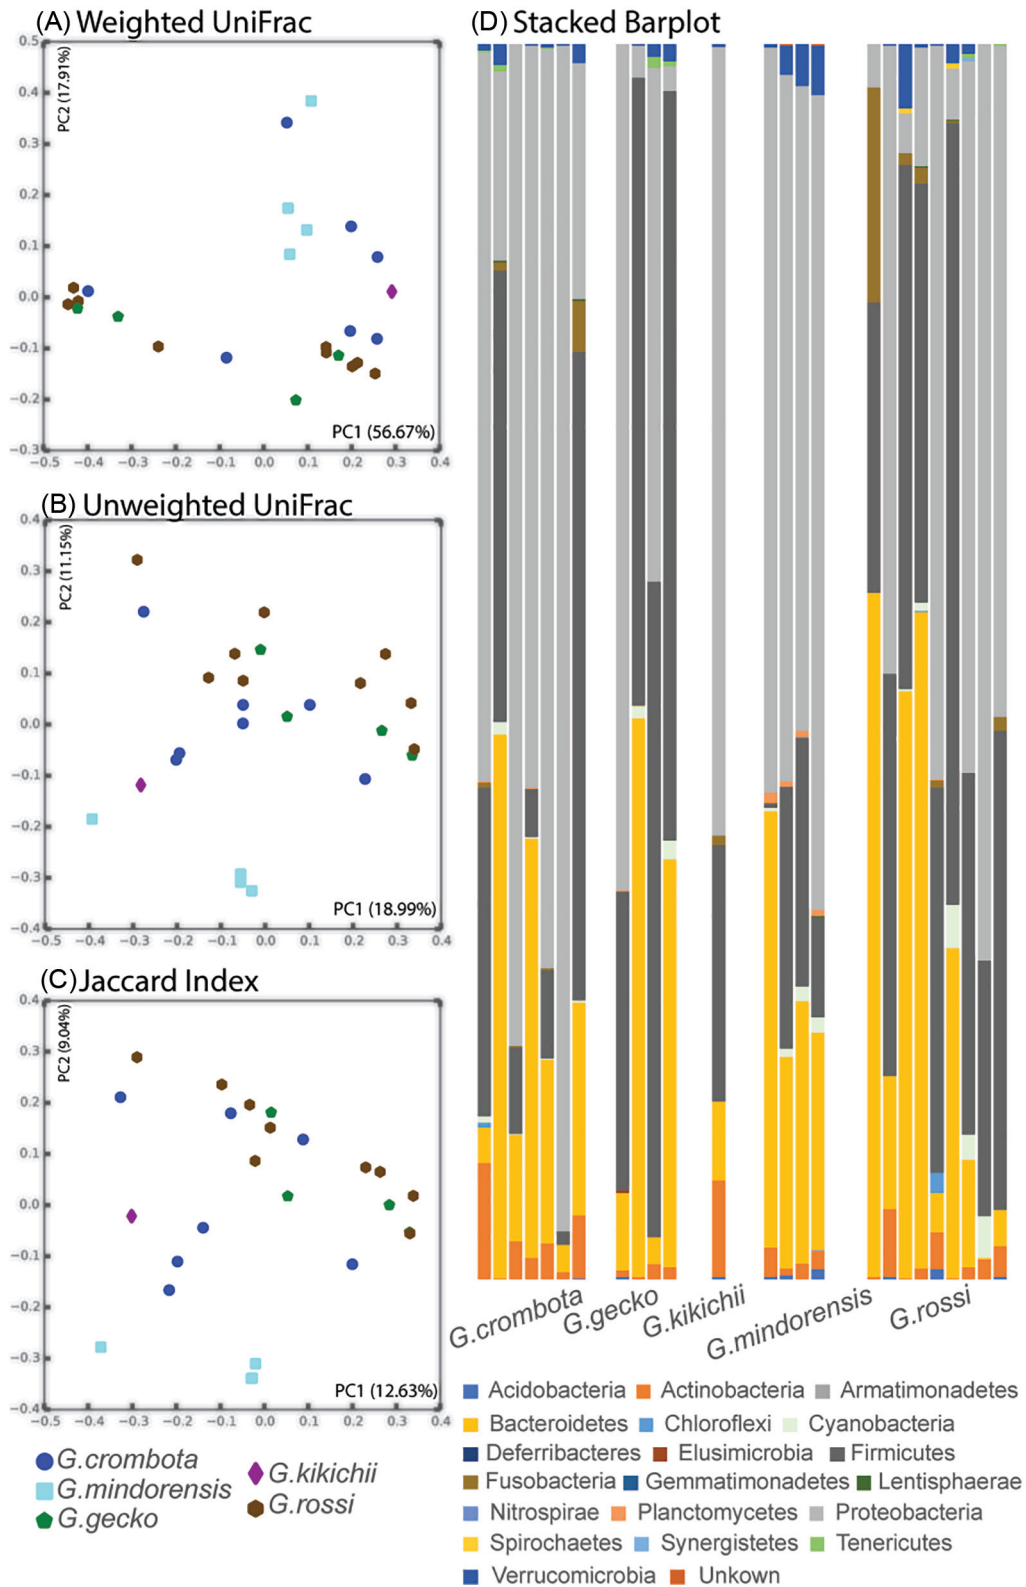 (A) Weighted UniFrac
PC2 (17.91%)
0.5
0.4
0.3
0.2
0.1
0.0
−0.1
−0.2
−0.3
PC1 (56.67%)
−0.5 −0.4 −0.3 −0.2 −0.1 0.0 0.1 0.2 0.3 0.4
(B) Unweighted UniFrac
PC2 (11.15%)
0.4
0.3
0.2
0.1
0.0
−0.1
−0.2
−0.3
−0.4
PC1 (18.99%)
−0.5 −0.4 −0.3 −0.2 −0.1 0.0 0.1 0.2 0.3 0.4
(C) Jaccard Index
PC2 (9.04%)
0.4
0.3
0.2
0.1
0.0
−0.1
−0.2
−0.3
−0.4
PC1 (12.63%)
−0.5 −0.4 −0.3 −0.2 −0.1 0.0 0.1 0.2 0.3 0.4
G.crombota
G.mindorensis
G.gecko
G.kikichii
G.rossi
(D) Stacked Barplot
G.crombota
G.gecko
G.kikichii
G.mindorensis
G.rossi
Acidobacteria Actinobacteria Armatimonadetes
Bacteroidetes Chloroflexi Cyanobacteria
Deferribacteres Elusimicrobia Firmicutes
Fusobacteria Gemmatimonadetes Lentisphaerae
Nitrospirae Planctomycetes Proteobacteria
Spirochaetes Synergistetes Tenericutes
Verrucomicrobia Unkown